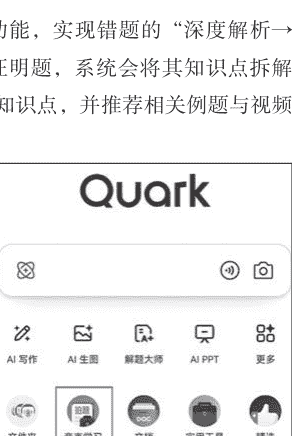 功能，实现错题的“深度解析→
证明题，系统会将其知识点拆解
知识点，并推荐相关例题与视频
Quark
AI 写作 AI 生图 解题大师 AI PPT 更多
拍题